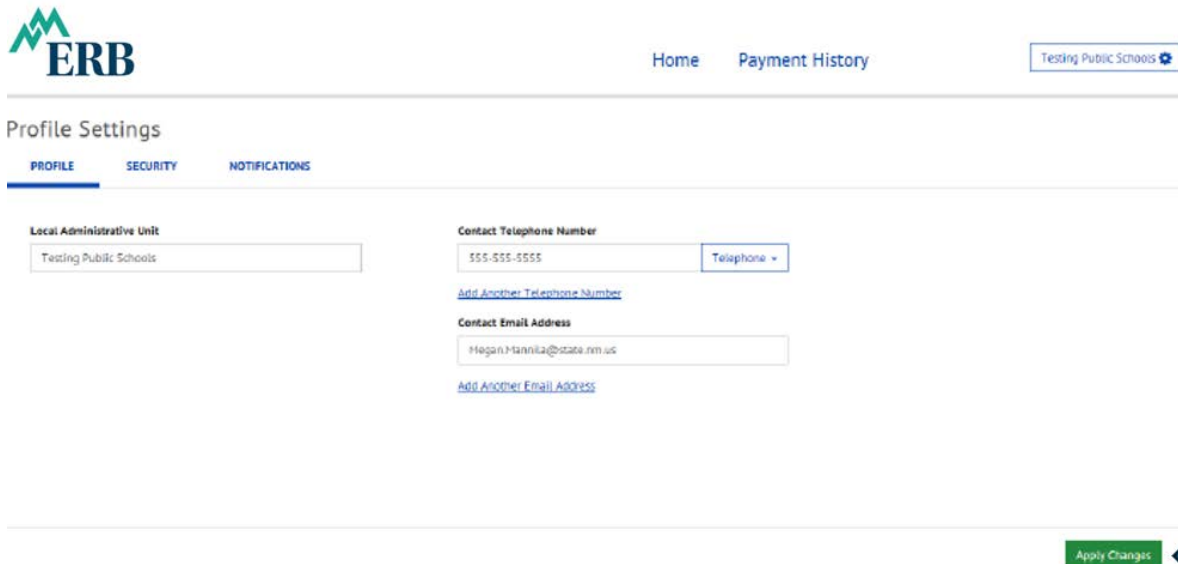 ERB
Home Payment History Testing Public Schools
Profile Settings
PROFILE SECURITY NOTIFICATIONS
Local Administrative Unit
Testing Public Schools
Contact Telephone Number
555-555-5555 Telephone
Add Another Telephone Number
Contact Email Address
Megan.Mannila@state.nm.us
Add Another Email Address
Apply Changes